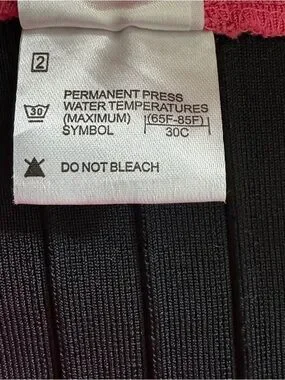 2
PERMANENT PRESS
30 WATER TEMPERATURES
(MAXIMUM) (65F-85F)
SYMBOL 30C
DO NOT BLEACH